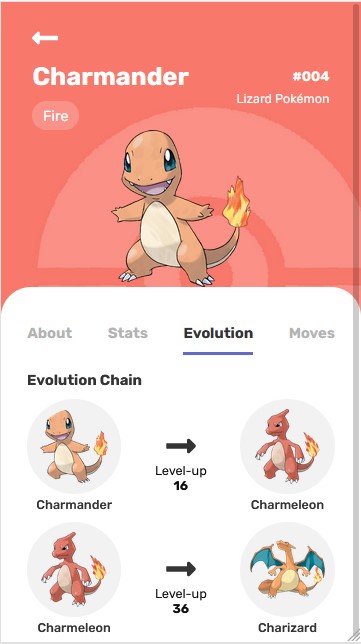 Charmander
#004
Lizard Pokémon
Fire
About Stats Evolution Moves
Evolution Chain
Level-up
16
Charmander
Charmeleon
Level-up
36
Charmeleon
Charizard